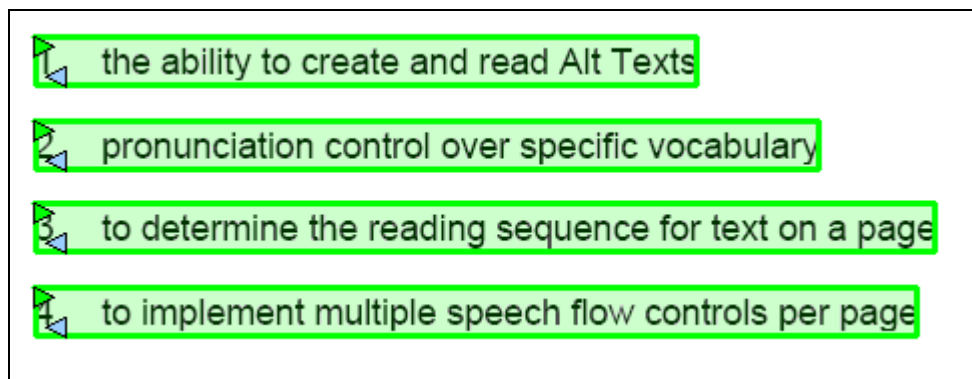 1 the ability to create and read Alt Texts
2 pronunciation control over specific vocabulary
3 to determine the reading sequence for text on a page
4 to implement multiple speech flow controls per page